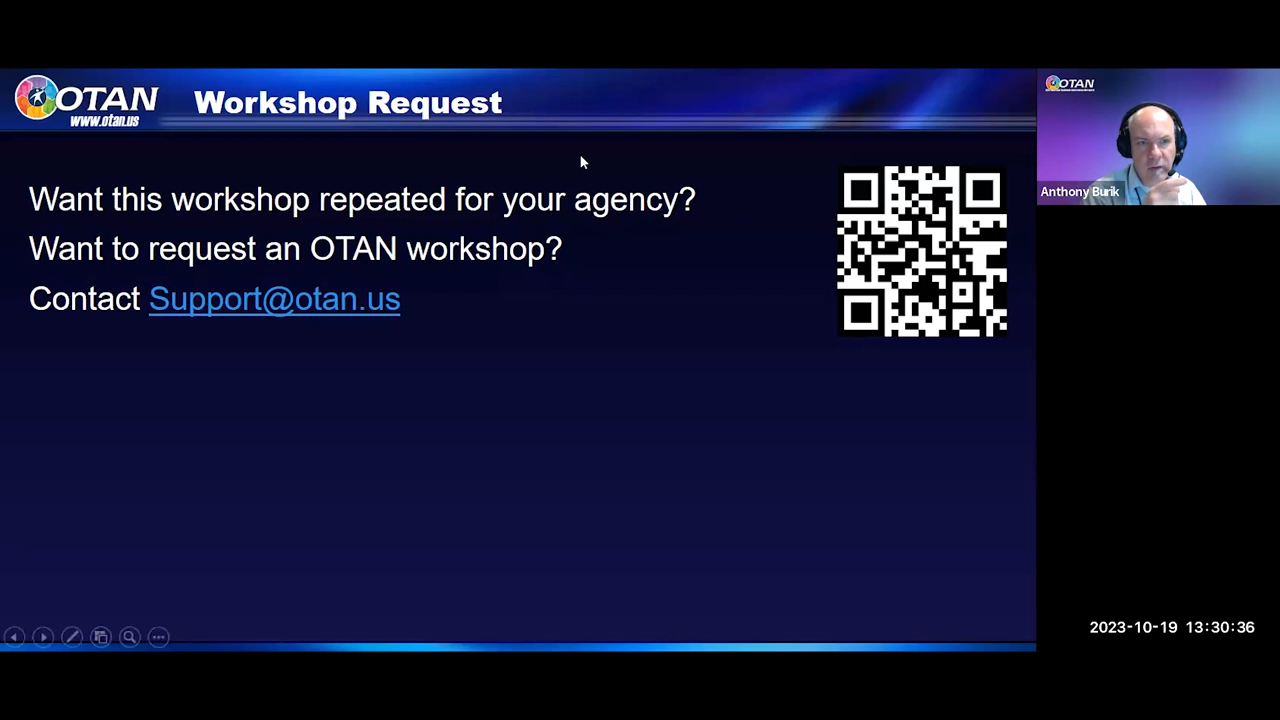 OTAN
www.otan.us
Workshop Request
Want this workshop repeated for your agency?
Want to request an OTAN workshop?
Contact Support@otan.us
OTAN
Anthony Burik
2023-10-19 13:30:36